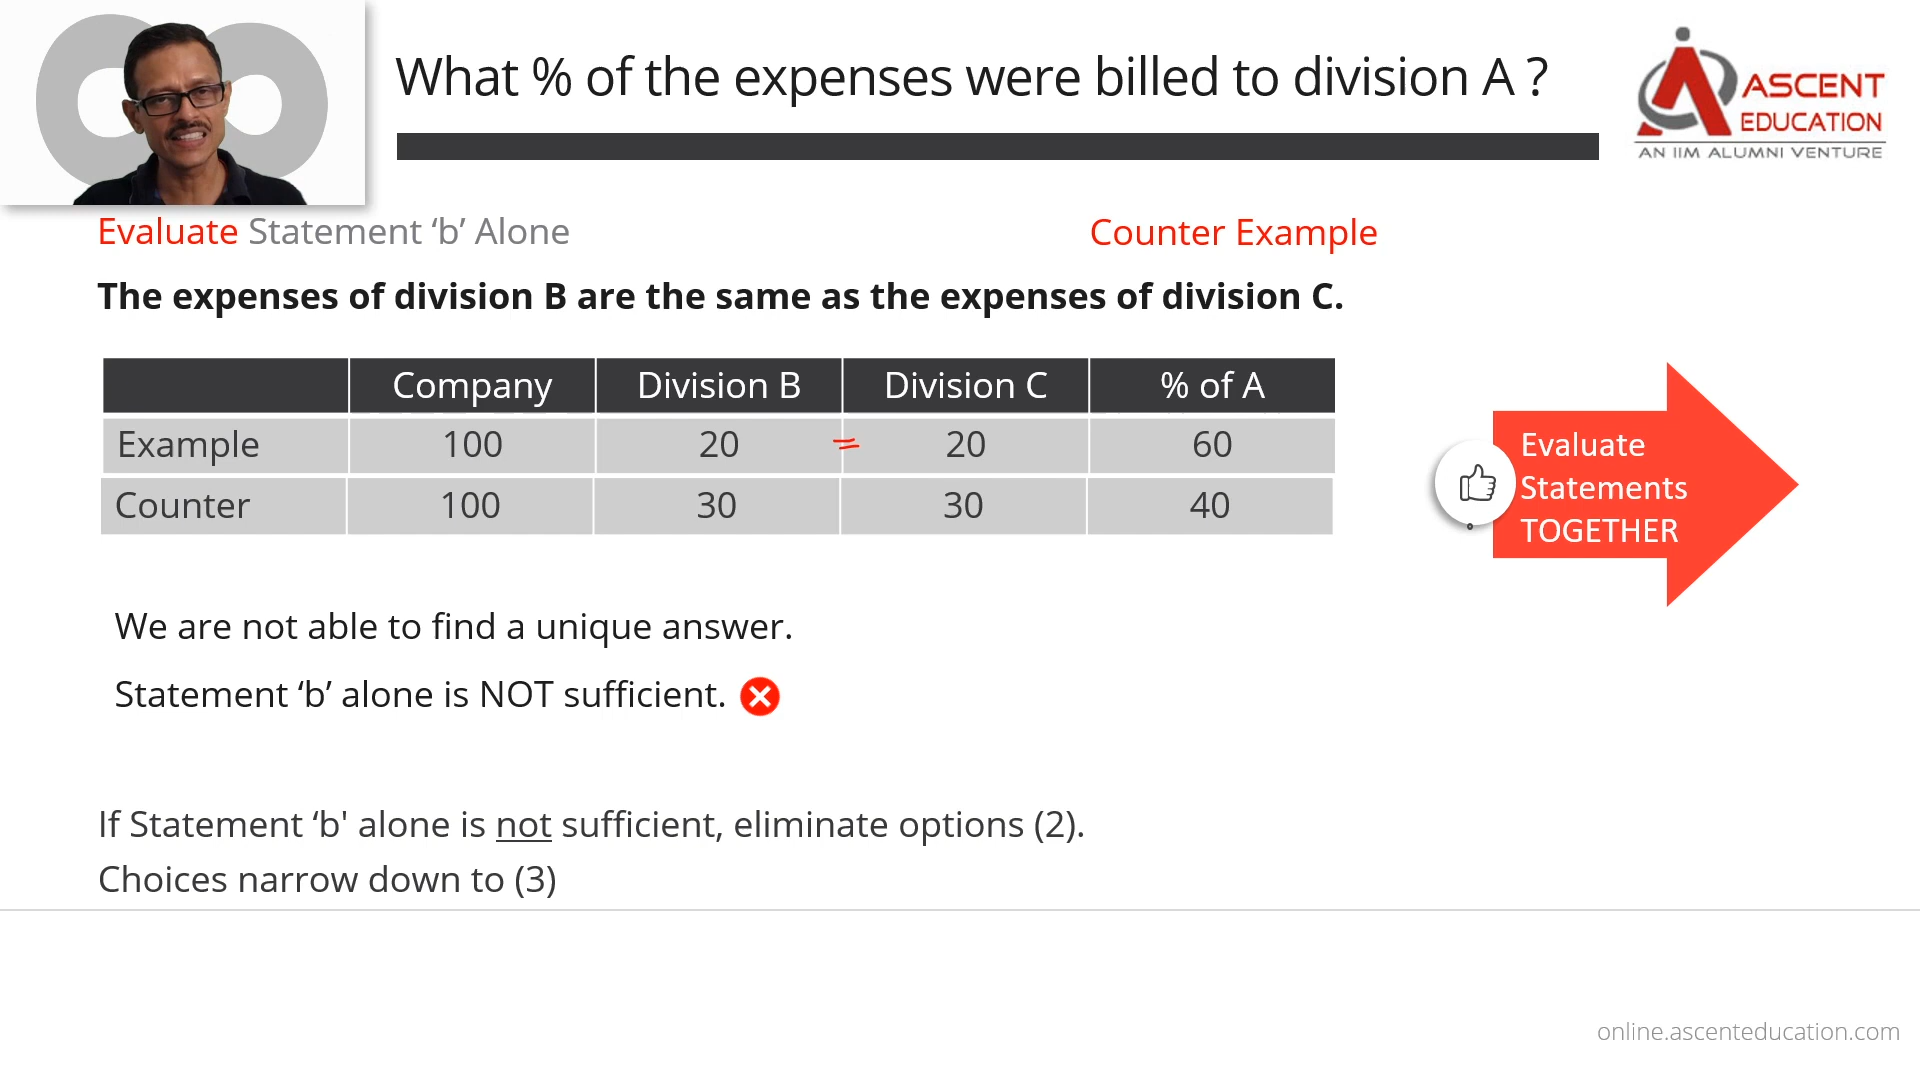 What % of the expenses were billed to division A ?
ASCENT
EDUCATION
AN IIM ALUMNI VENTURE
Evaluate Statement ‘b’ Alone
Counter Example
The expenses of division B are the same as the expenses of division C.
Company Division B Division C % of A
Example 100 20 = 20 60
Counter 100 30 30 40
Evaluate
Statements
TOGETHER
We are not able to find a unique answer.
Statement ‘b’ alone is NOT sufficient.
If Statement ‘b' alone is not sufficient, eliminate options (2).
Choices narrow down to (3)
online.ascenteducation.com